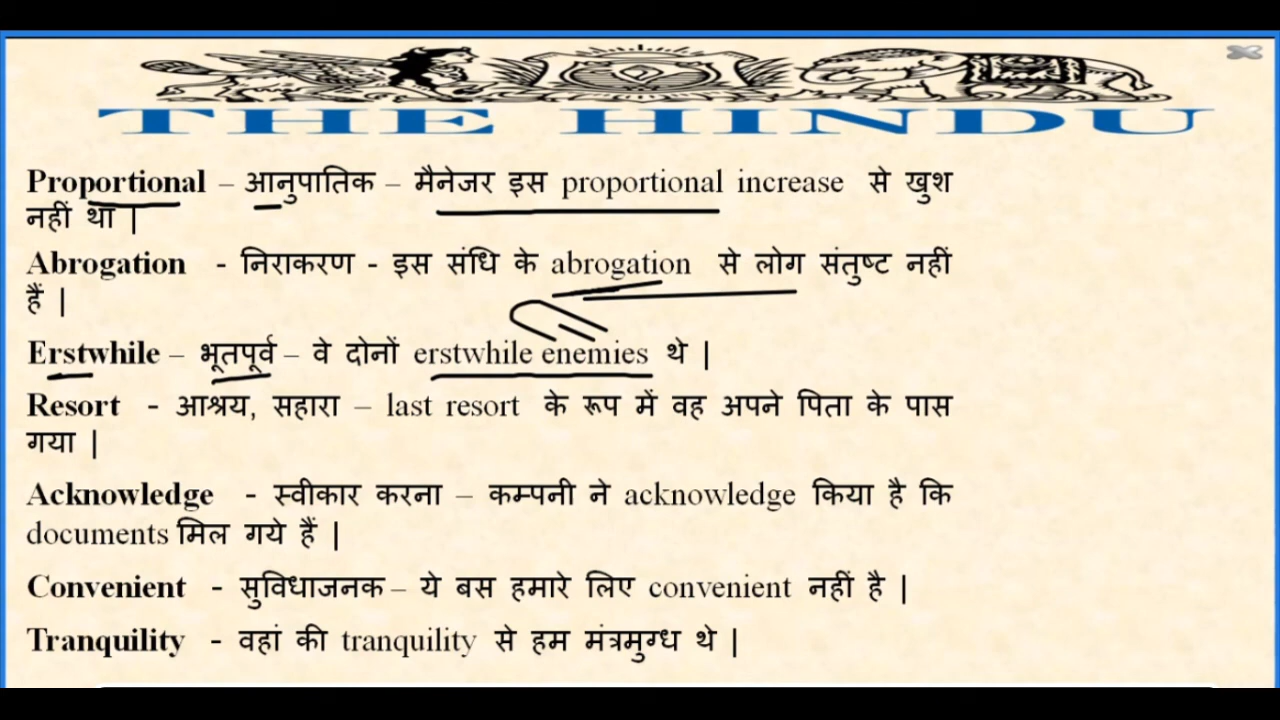 THE HINDU
Proportional – आनुपातिक – मैनेजर इस proportional increase से खुश
नहीं था |
Abrogation - निराकरण - इस संधि के abrogation से लोग संतुष्ट नहीं
हैं |
Erstwhile – भूतपूर्व – वे दोनों erstwhile enemies थे |
Resort - आश्रय, सहारा – last resort के रूप में वह अपने पिता के पास
गया |
Acknowledge - स्वीकार करना – कम्पनी ने acknowledge किया है कि
documents मिल गये हैं |
Convenient - सुविधाजनक – ये बस हमारे लिए convenient नहीं है |
Tranquility - वहां की tranquility से हम मंत्रमुग्ध थे |